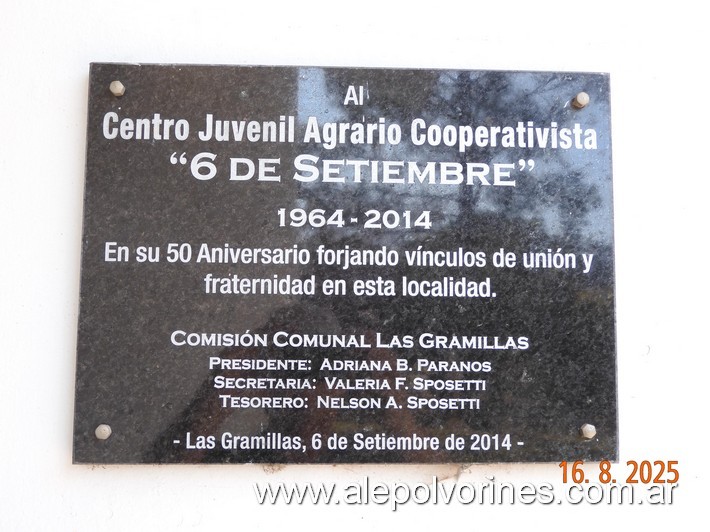 Al
Centro Juvenil Agrario Cooperativista
“6 DE SETIEMBRE”
1964 - 2014
En su 50 Aniversario forjando vínculos de unión y
fraternidad en esta localidad.
COMISIÓN COMUNAL LAS GRAMILLAS
PRESIDENTE: ADRIANA B. PARANOS
SECRETARIA: VALERIA F. SPOSETTI
TESORERO: NELSON A. SPOSETTI
- Las Gramillas, 6 de Setiembre de 2014 -
16. 8. 2025
www.alepolvorines.com.ar